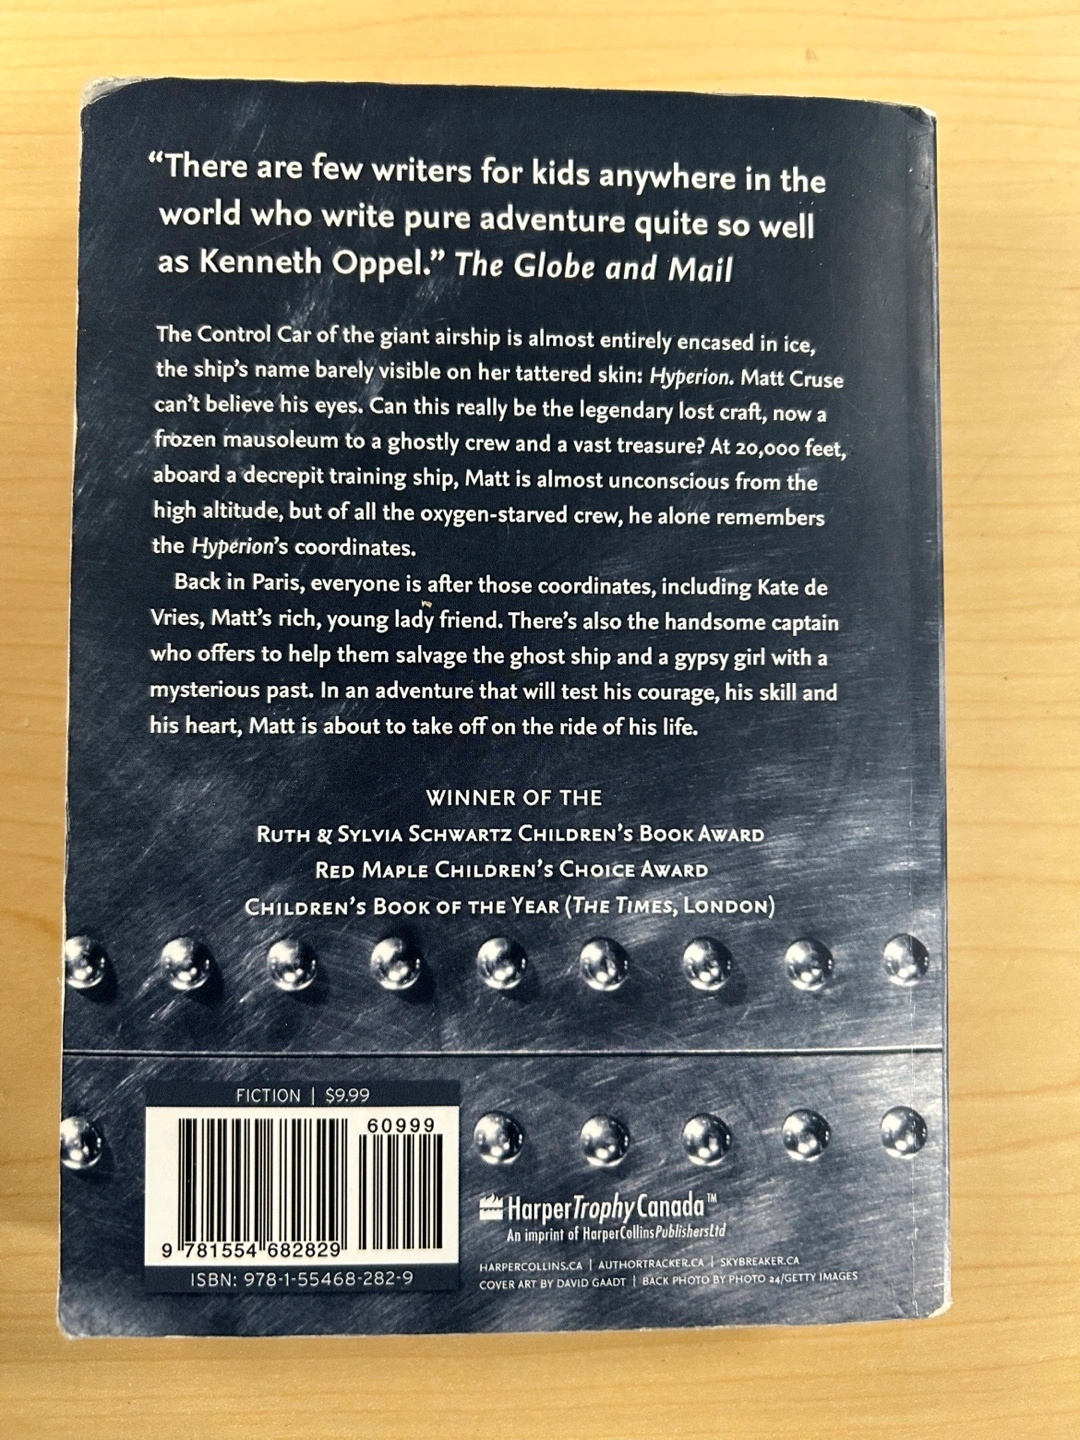 “There are few writers for kids anywhere in the
world who write pure adventure quite so well
as Kenneth Oppel.” The Globe and Mail
The Control Car of the giant airship is almost entirely encased in ice,
the ship’s name barely visible on her tattered skin: Hyperion. Matt Cruse
can’t believe his eyes. Can this really be the legendary lost craft, now a
frozen mausoleum to a ghostly crew and a vast treasure? At 20,000 feet,
aboard a decrepit training ship, Matt is almost unconscious from the
high altitude, but of all the oxygen-starved crew, he alone remembers
the Hyperion’s coordinates.
Back in Paris, everyone is after those coordinates, including Kate de
Vries, Matt’s rich, young lady friend. There’s also the handsome captain
who offers to help them salvage the ghost ship and a gypsy girl with a
mysterious past. In an adventure that will test his courage, his skill and
his heart, Matt is about to take off on the ride of his life.
WINNER OF THE
RUTH & SYLVIA SCHWARTZ CHILDREN’S BOOK AWARD
RED MAPLE CHILDREN’S CHOICE AWARD
CHILDREN’S BOOK OF THE YEAR (THE TIMES, LONDON)
FICTION | $9.99
60999
9 781554 682829
ISBN: 978-1-55468-282-9
HarperTrophyCanada™
An imprint of HarperCollinsPublishersLtd
HARPERCOLLINS.CA | AUTHORTRACKER.CA | SKYBREAKER.CA
COVER ART BY DAVID GAADT | BACK PHOTO BY PHOTO 24/GETTY IMAGES